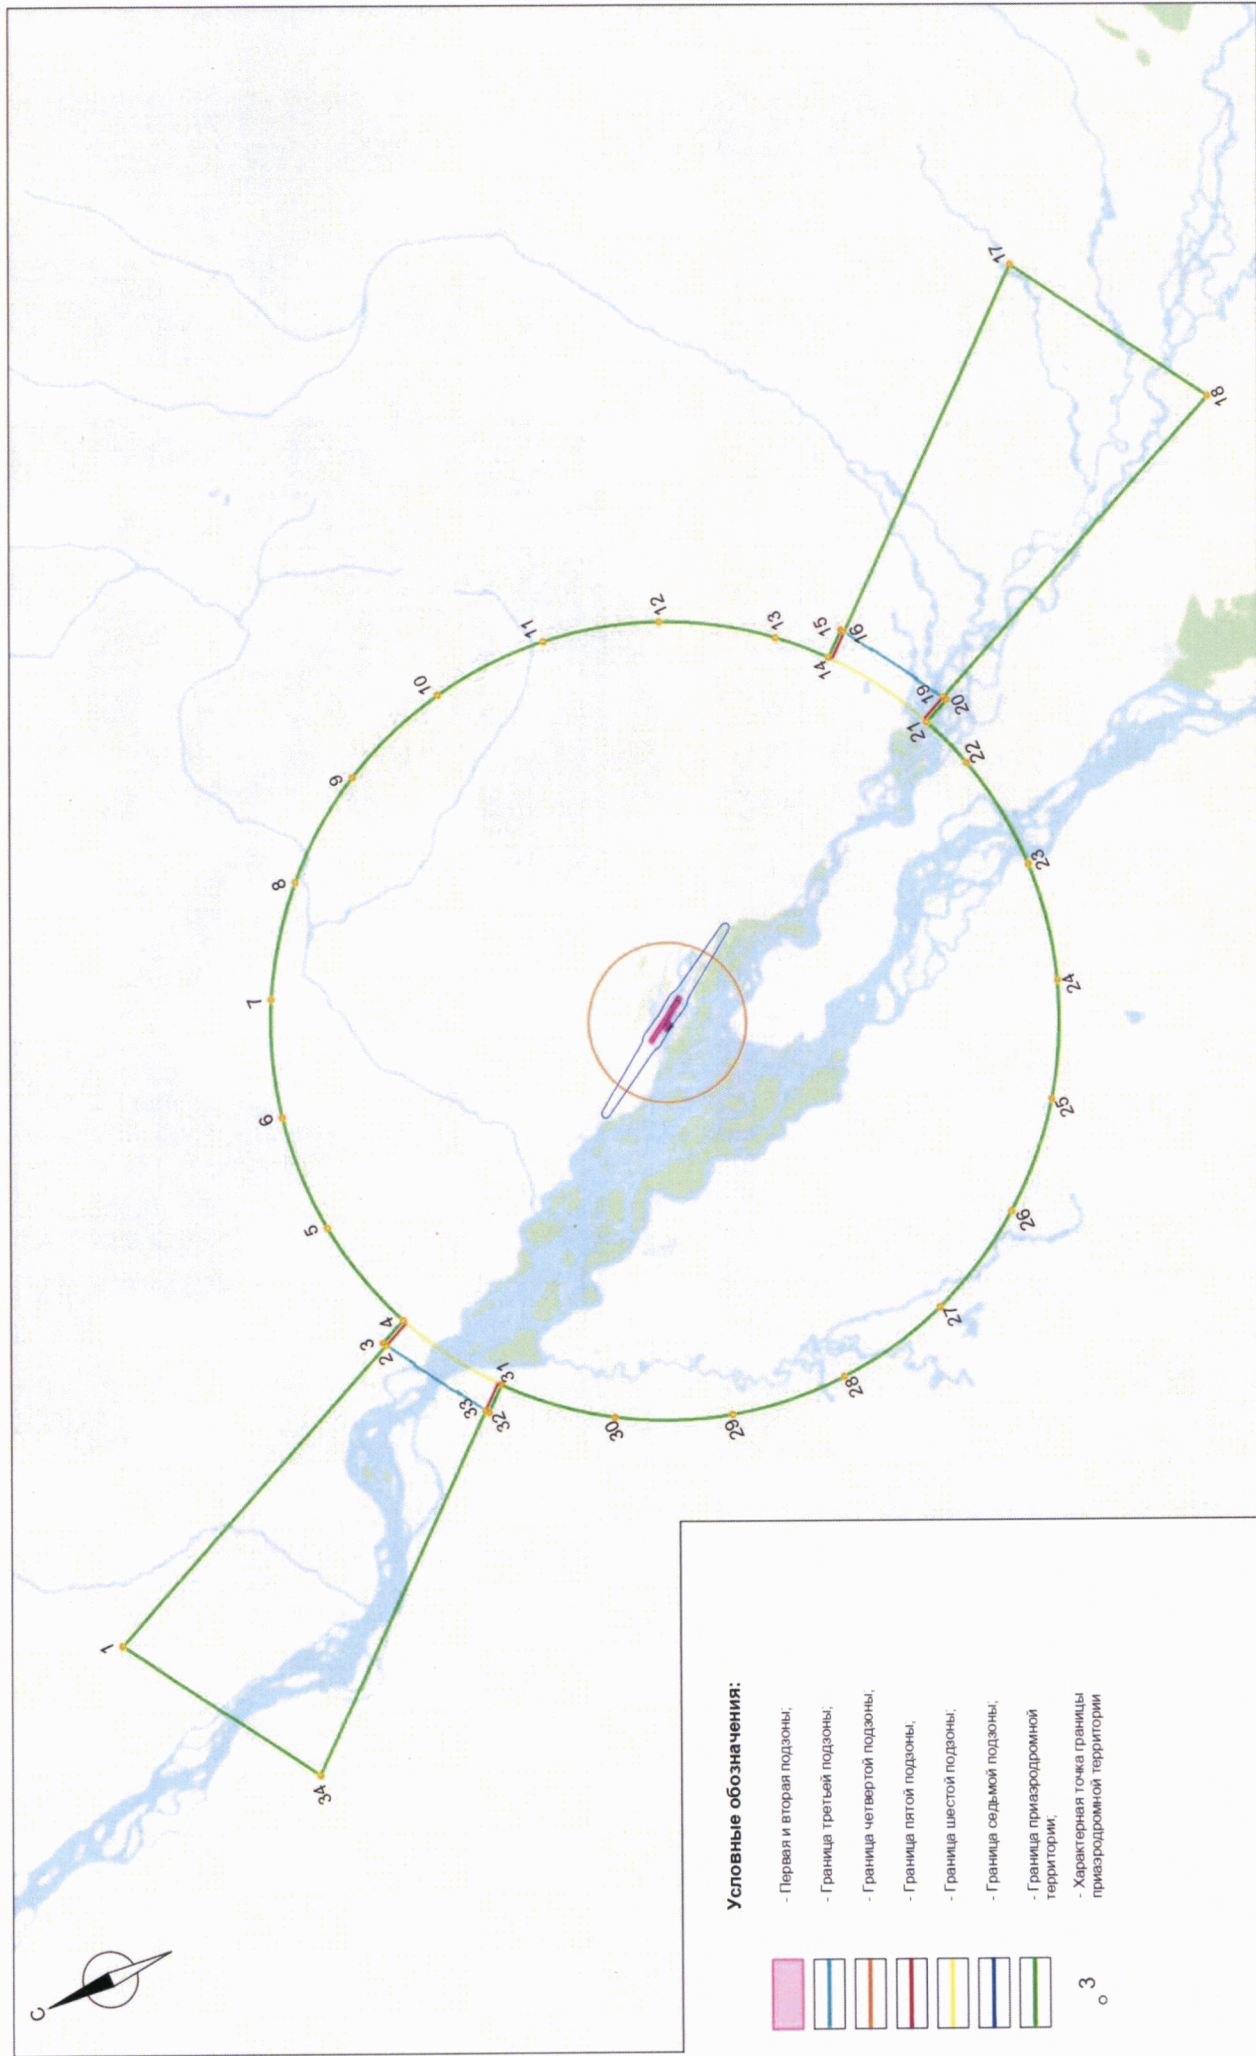 С
1
2
3
4
5
6
7
8
9
10
11
12
13
14
15
16
17
18
19
20
21
22
23
24
25
26
27
28
29
30
31
32
33
34
Условные обозначения:
- Первая и вторая подзоны;
- Граница третьей подзоны;
- Граница четвертой подзоны;
- Граница пятой подзоны;
- Граница шестой подзоны;
- Граница седьмой подзоны;
- Граница приаэродромной
территории;
3
- Характерная точка границы
приаэродромной территории